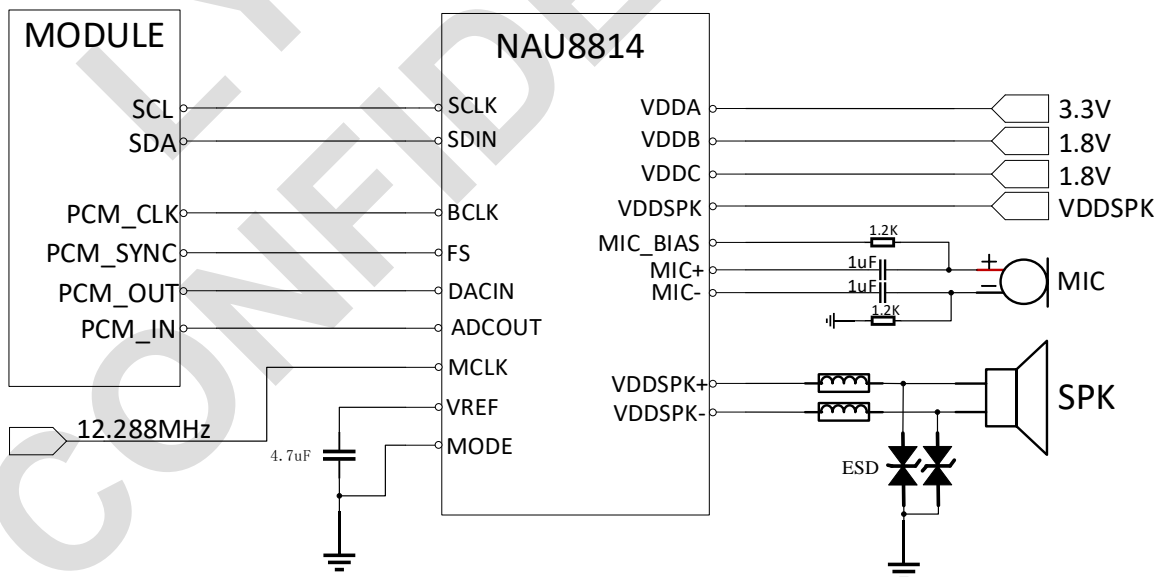 MODULE
SCL
SDA
PCM_CLK
PCM_SYNC
PCM_OUT
PCM_IN
12.288MHz
4.7uF
NAU8814
SCLK
SDIN
BCLK
FS
DACIN
ADCOUT
MCLK
VREF
MODE
VDDA
VDDB
VDDC
VDDSPK
MIC_BIAS
MIC+
MIC-
VDDSPK+
VDDSPK-
3.3V
1.8V
1.8V
VDDSPK
1.2K
1uF
1uF
1.2K
+
−
MIC
SPK
ESD
CONFIDE